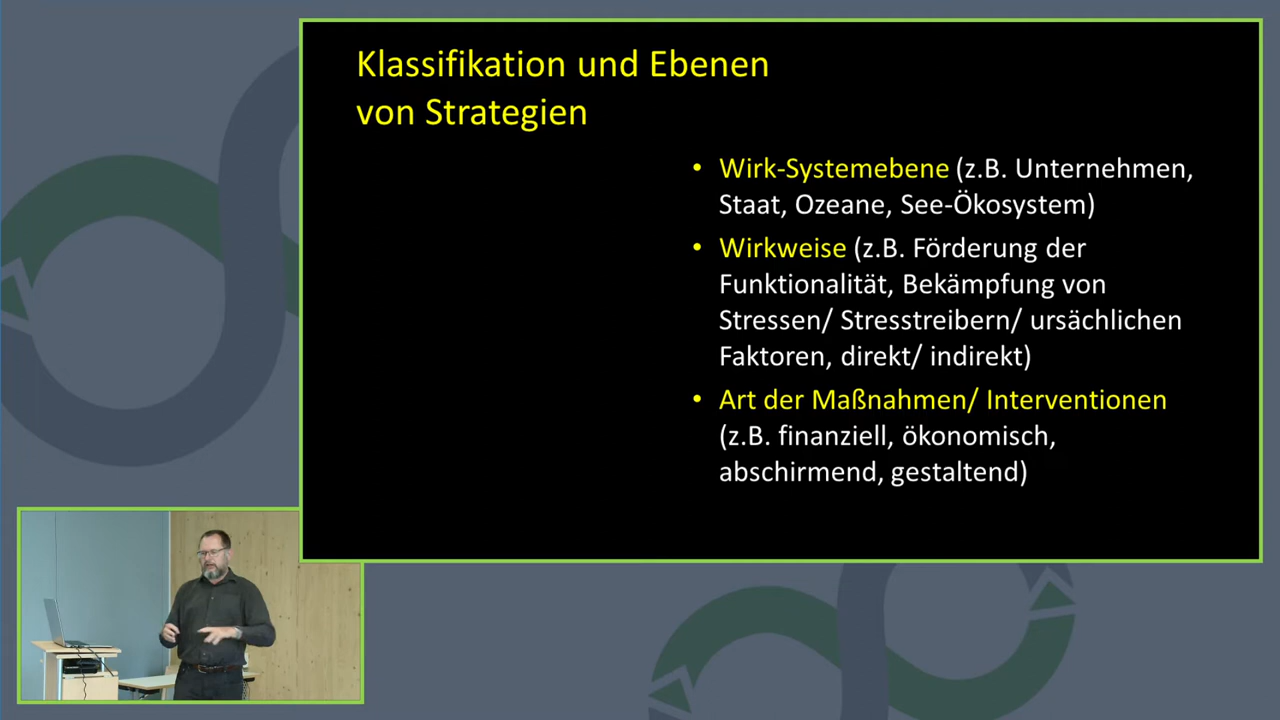 Klassifikation und Ebenen
von Strategien
• Wirk-Systemebene (z.B. Unternehmen,
Staat, Ozeane, See-Ökosystem)
• Wirkweise (z.B. Förderung der
Funktionalität, Bekämpfung von
Stressen/ Stresstreibern/ ursächlichen
Faktoren, direkt/ indirekt)
• Art der Maßnahmen/ Interventionen
(z.B. finanziell, ökonomisch,
abschirmend, gestaltend)